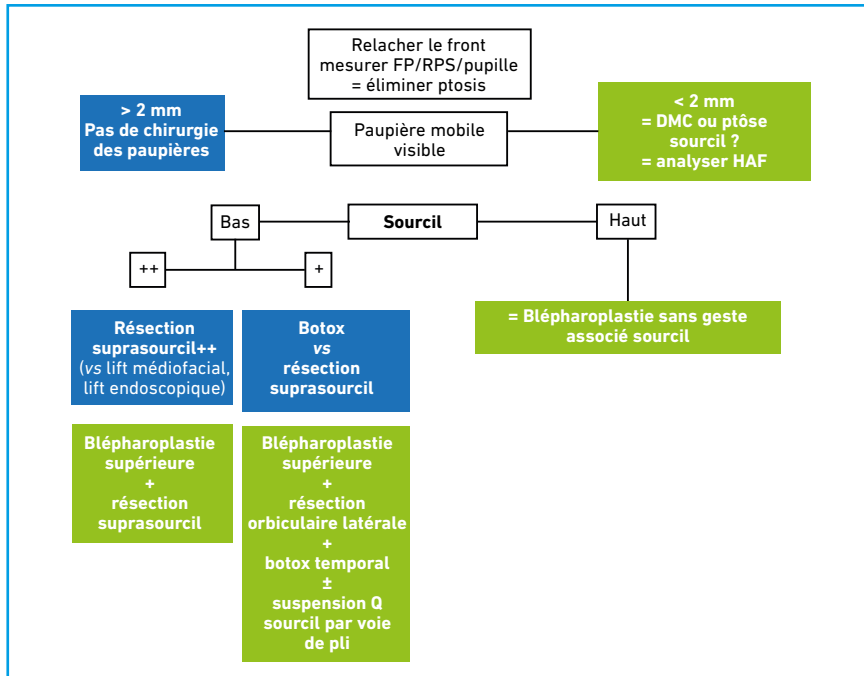 Relacher le front
mesurer FP/RPS/pupille
= éliminer ptosis
> 2 mm
Pas de chirurgie
des paupières
Paupière mobile
visible
< 2 mm
= DMC ou ptôse
sourcil ?
= analyser HAF
Bas
Sourcil
Haut
++
+
Résection
suprasourcil++
(vs lift médiofacial,
lift endoscopique)
Botox
vs
résection
suprasourcil
= Blépharoplastie sans geste
associé sourcil
Blépharoplastie
supérieure
+
résection
suprasourcil
Blépharoplastie
supérieure
+
résection
orbiculaire latérale
+
botox temporal
±
suspension Q
sourcil par voie
de pli